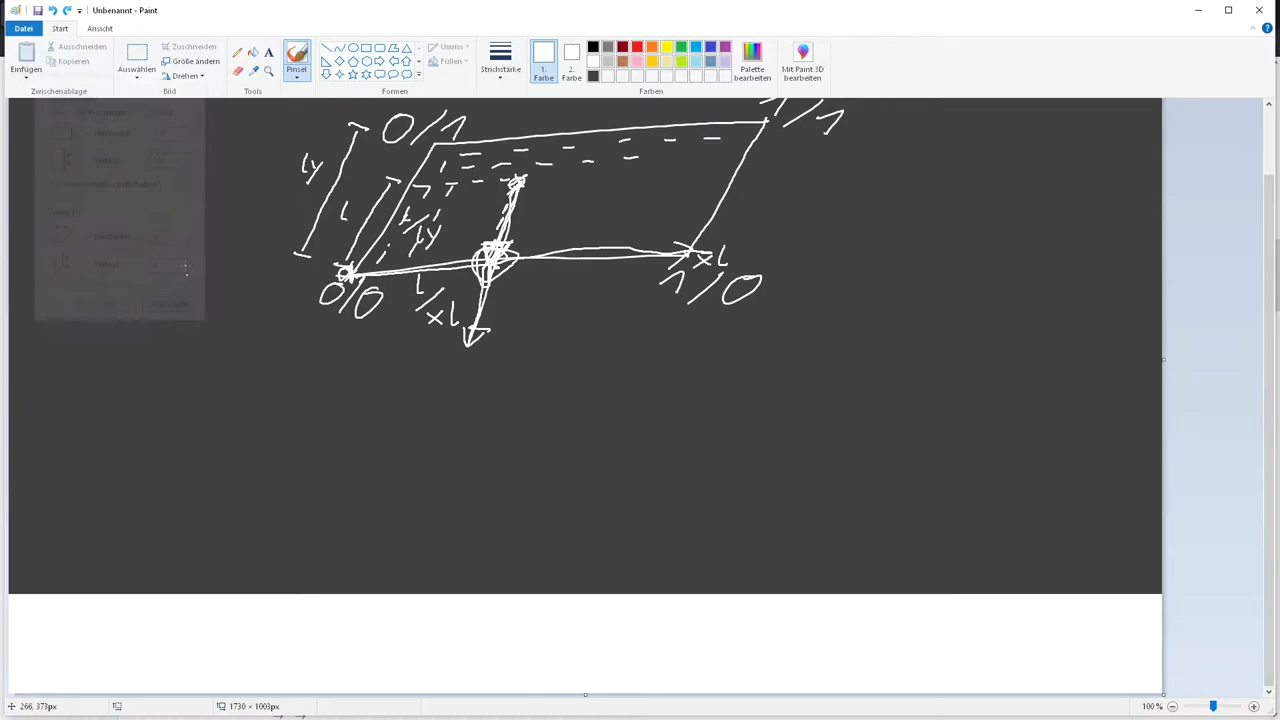 Unbenannt - Paint
Datei
Start
Ansicht
Einfügen
Ausschneiden
Kopieren
Zwischenablage
Auswählen
Zuschneiden
Größe ändern
Drehen
Bild
Tools
Pinsel
Formen
Umriss
Füllen
Strichstärke
1. Farbe
2. Farbe
Palette bearbeiten
Mit Paint 3D bearbeiten
Farben
0/1
1/1
ly
l
l/ly
0/0
l/xl
xl
1/0
266, 373px
1730 × 1003px
100 %